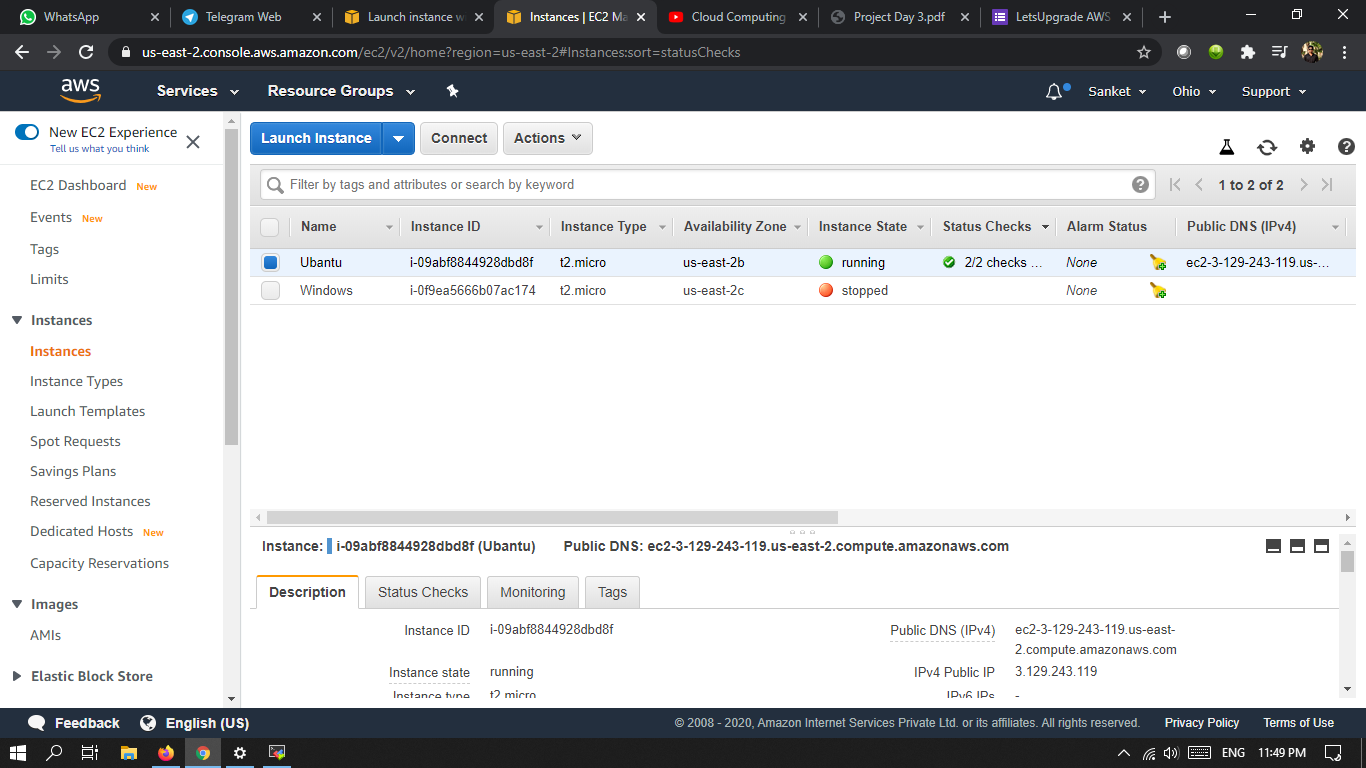 WhatsApp
Telegram Web
Launch instance w
Instances | EC2 Ma
Cloud Computing
Project Day 3.pdf
LetsUpgrade AWS
us-east-2.console.aws.amazon.com/ec2/v2/home?region=us-east-2#Instances:sort=statusChecks
aws Services Resource Groups Sanket Ohio Support
New EC2 Experience
Tell us what you think
EC2 Dashboard New
Events New
Tags
Limits
Instances
Instances
Instance Types
Launch Templates
Spot Requests
Savings Plans
Reserved Instances
Dedicated Hosts New
Capacity Reservations
Images
AMIs
Elastic Block Store
Launch Instance Connect Actions
Filter by tags and attributes or search by keyword 1 to 2 of 2
Name Instance ID Instance Type Availability Zone Instance State Status Checks Alarm Status Public DNS (IPv4)
Ubantu i-09abf8844928dbd8f t2.micro us-east-2b running 2/2 checks ... None ec2-3-129-243-119.us-...
Windows i-0f9ea5666b07ac174 t2.micro us-east-2c stopped None
Instance: i-09abf8844928dbd8f (Ubantu) Public DNS: ec2-3-129-243-119.us-east-2.compute.amazonaws.com
Description Status Checks Monitoring Tags
Instance ID i-09abf8844928dbd8f Public DNS (IPv4) ec2-3-129-243-119.us-east-
2.compute.amazonaws.com
Instance state running IPv4 Public IP 3.129.243.119
Instance type t2.micro IPv6 IPs -
Feedback English (US) © 2008 - 2020, Amazon Internet Services Private Ltd. or its affiliates. All rights reserved. Privacy Policy Terms of Use
ENG 11:49 PM